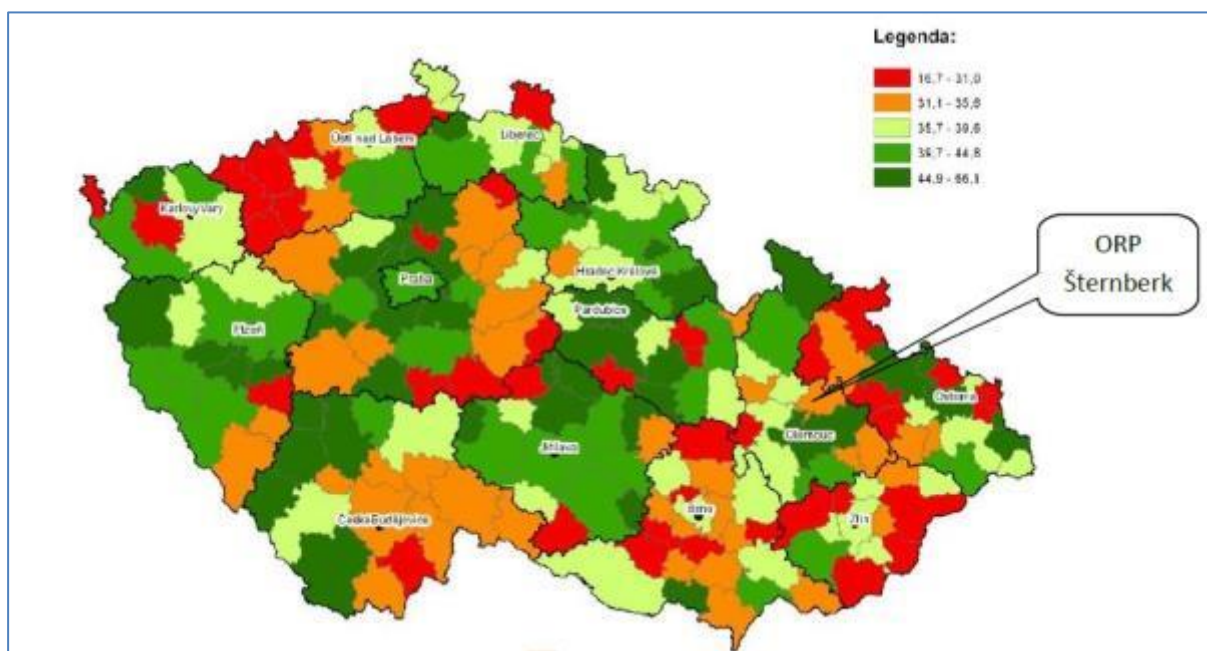 Legenda:
16,7 - 31,0
31,1 - 35,6
35,7 - 39,6
39,7 - 44,8
44,9 - 66,1
ORP
Šternberk
Ústí nad Labem
Liberec
Karlovy Vary
Praha
Hradec Králové
Pardubice
Plzeň
Ostrava
Olomouc
Jihlava
České Budějovice
Brno
Zlín